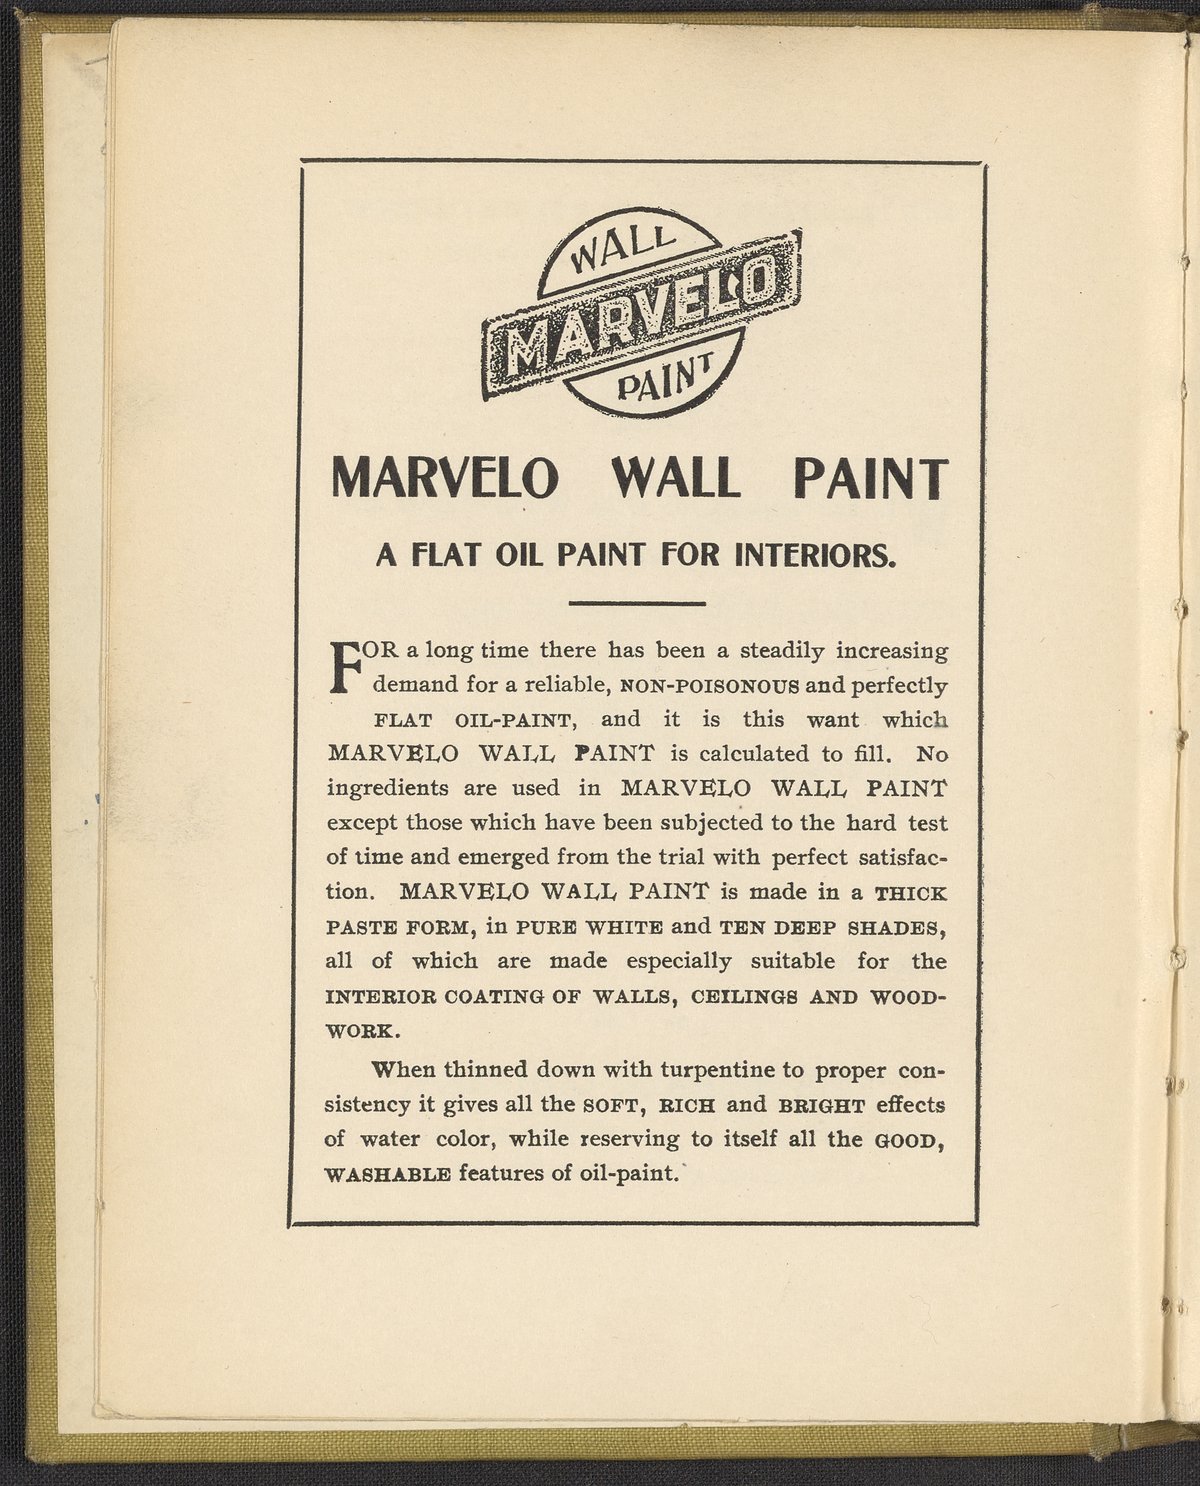 WALL
MARVELO
PAINT
MARVELO WALL PAINT
A FLAT OIL PAINT FOR INTERIORS.
FOR a long time there has been a steadily increasing
demand for a reliable, NON-POISONOUS and perfectly
FLAT OIL-PAINT, and it is this want which
MARVELO WALL PAINT is calculated to fill. No
ingredients are used in MARVELO WALL PAINT
except those which have been subjected to the hard test
of time and emerged from the trial with perfect satisfac-
tion. MARVELO WALL PAINT is made in a THICK
PASTE FORM, in PURE WHITE and TEN DEEP SHADES,
all of which are made especially suitable for the
INTERIOR COATING OF WALLS, CEILINGS AND WOOD-
WORK.
When thinned down with turpentine to proper con-
sistency it gives all the SOFT, RICH and BRIGHT effects
of water color, while reserving to itself all the GOOD,
WASHABLE features of oil-paint.